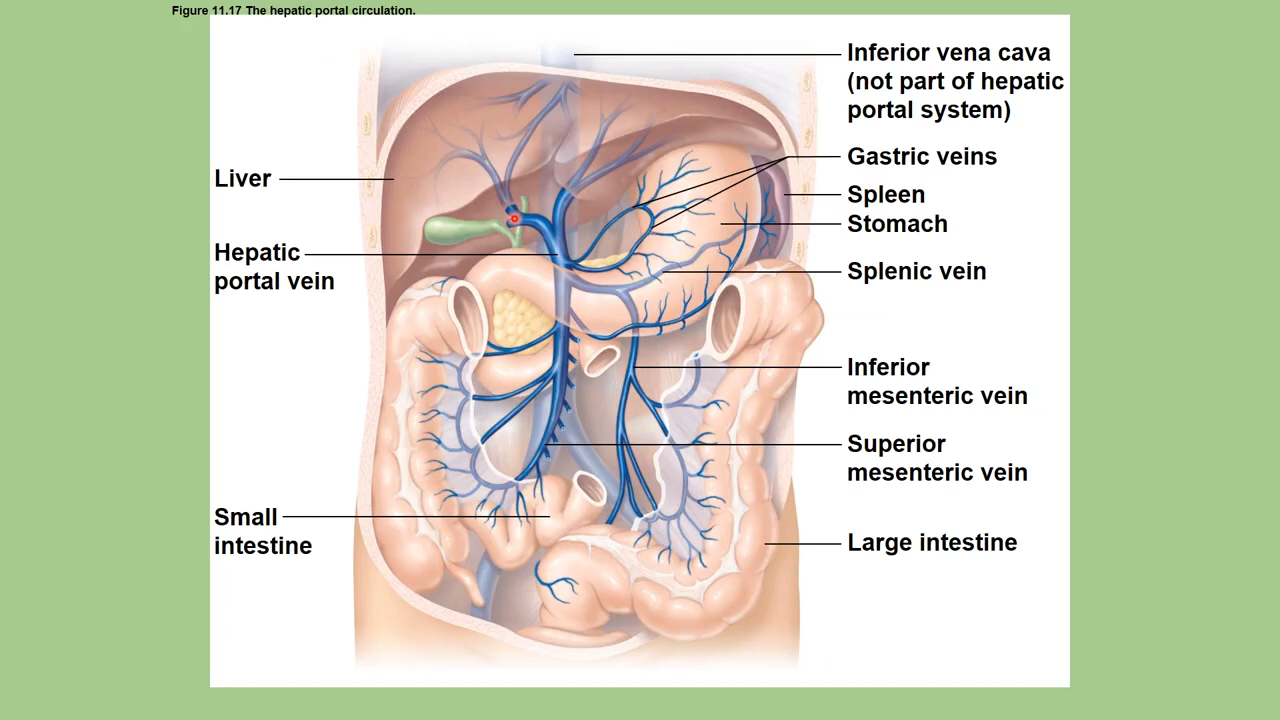 Figure 11.17 The hepatic portal circulation.
Inferior vena cava
(not part of hepatic
portal system)
Gastric veins
Liver
Spleen
Stomach
Hepatic
portal vein
Splenic vein
Inferior
mesenteric vein
Superior
mesenteric vein
Small
intestine
Large intestine